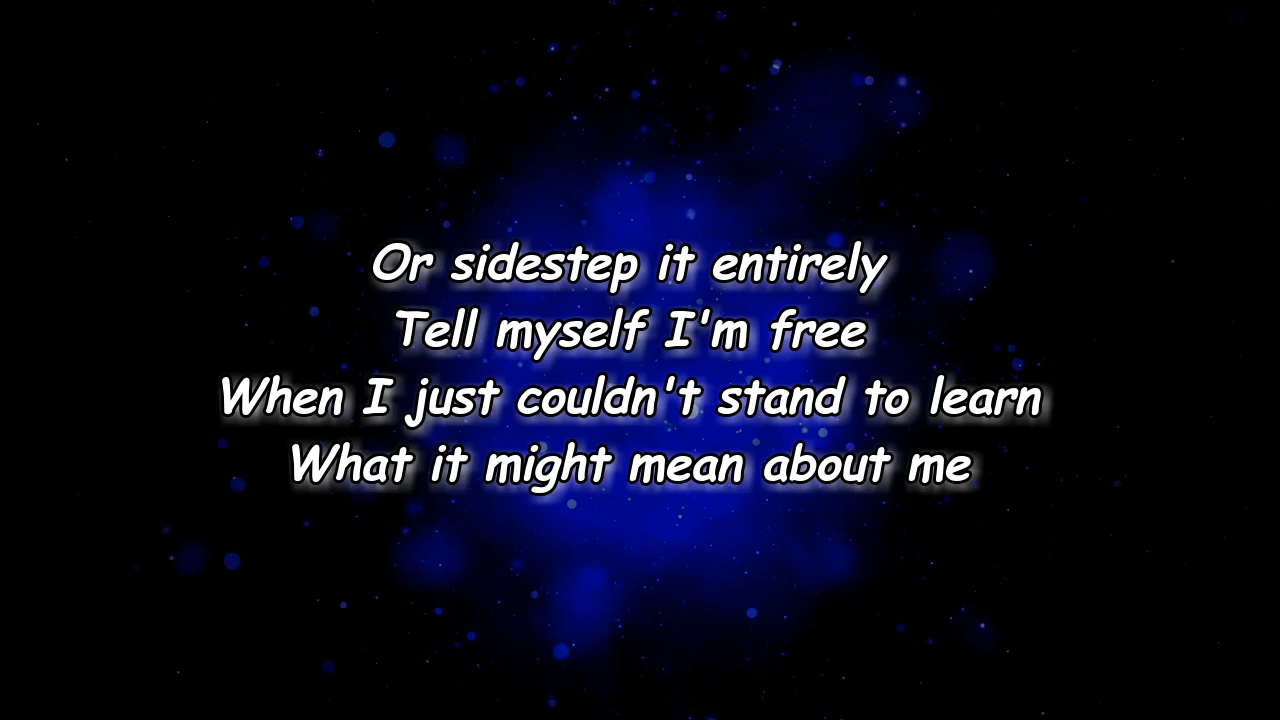 Or sidestep it entirely
Tell myself I'm free
When I just couldn't stand to learn
What it might mean about me